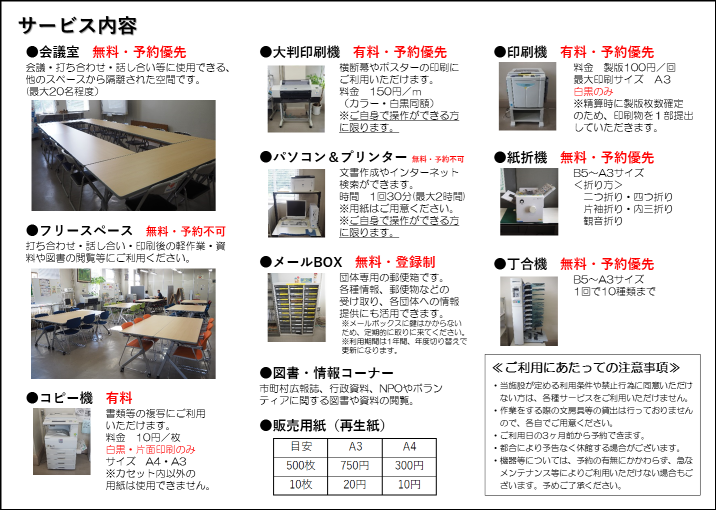 サービス内容
●会議室　無料・予約優先
会議・打ち合わせ・話し合い等に使用できる、
他のスペースから隔離された空間です。
(最大20名程度)
●フリースペース　無料・予約不可
打ち合わせ・話し合い・印刷後の軽作業・資
料や図書の閲覧等にご利用ください。
●コピー機　有料
書類等の複写にご利用
いただけます。
料金　10円／枚
白黒・片面印刷のみ
サイズ　A4・A3
※カセット内以外の
用紙は使用できません。
●大判印刷機　有料・予約優先
横断幕やポスターの印刷に
ご利用いただけます。
料金　150円／m
（カラー・白黒同額）
※ご自身で操作ができる方
に限ります。
●パソコン＆プリンター　無料・予約不可
文書作成やインターネット
検索ができます。
時間　1回30分(最大2時間)
※用紙はご用意ください。
※ご自身で操作ができる方
に限ります。
●メールBOX　無料・登録制
団体専用の郵便箱です。
各種情報、郵便物などの
受け取り、各団体への情報
提供にも活用できます。
※メールボックスに鍵はかからない
ため、定期的に取りに来てください。
※利用期間は1年間、年度切り替えで
更新になります。
●図書・情報コーナー
市町村広報誌、行政資料、NPOやボラン
ティアに関する図書や資料の閲覧。
●販売用紙（再生紙）
目安　A3　A4
500枚　750円　300円
10枚　20円　10円
●印刷機　有料・予約優先
料金　製版100円／回
最大印刷サイズ　A3
白黒のみ
※精算時に製版枚数確定
のため、印刷物を１部提出
していただきます。
●紙折機　無料・予約優先
B5～A3サイズ
＜折り方＞
二つ折り・四つ折り
片袖折り・内三折り
観音折り
●丁合機　無料・予約優先
B5～A3サイズ
1回で10種類まで
≪ご利用にあたっての注意事項≫
・当施設が定める利用条件や禁止行為に同意いただけ
ない方は、各種サービスをご利用いただけません。
・作業をする際の文房具等の貸出は行っておりません
ので、各自でご用意ください。
・ご利用日の3ヶ月前から予約できます。
・都合により予告なく休館する場合がございます。
・機器等については、予約の有無にかかわらず、急な
メンテナンス等によりご利用いただけない場合もご
ざいます。予めご了承ください。